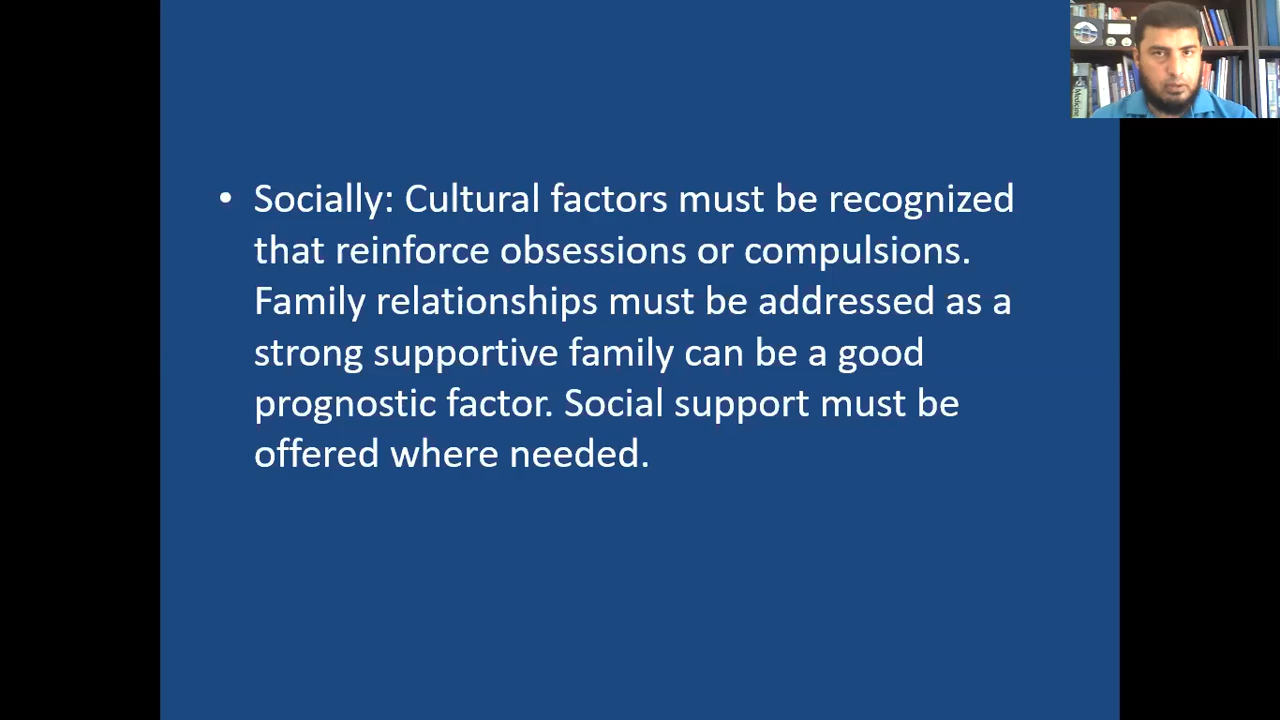 • Socially: Cultural factors must be recognized
that reinforce obsessions or compulsions.
Family relationships must be addressed as a
strong supportive family can be a good
prognostic factor. Social support must be
offered where needed.
Medicine